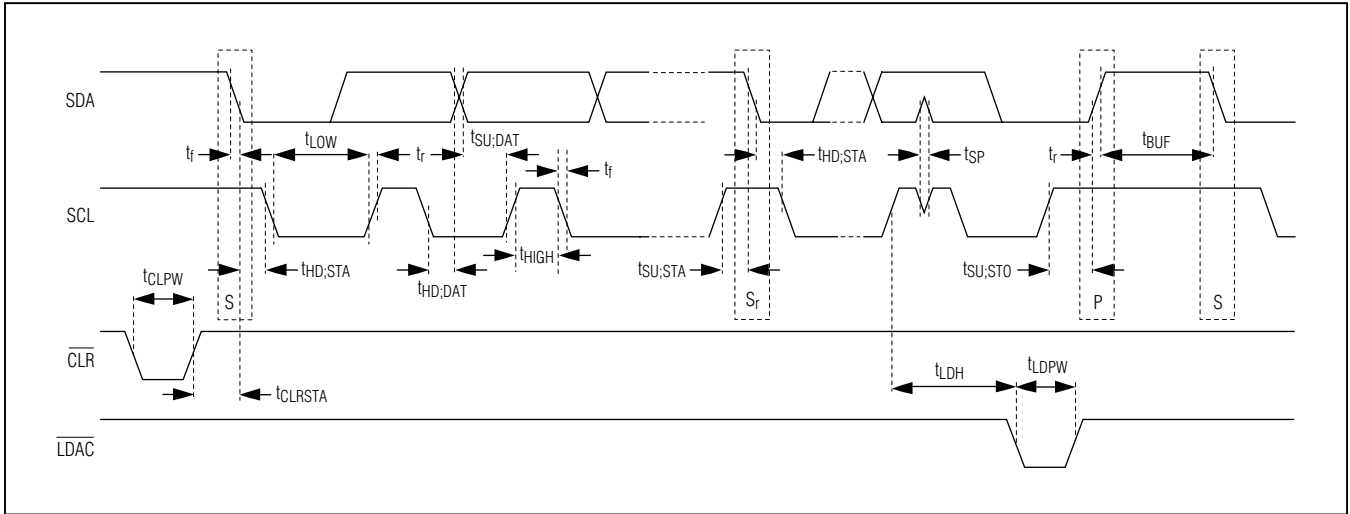 SDA
tf
tLOW
tr
tSU;DAT
tf
tHD;STA
tSP
tr
tBUF
SCL
tCLPW
S
tHD;STA
tHD;DAT
tHIGH
tSU;STA
Sr
tSU;STO
P
S
CLR
tCLRSTA
tLDH
tLDPW
LDAC